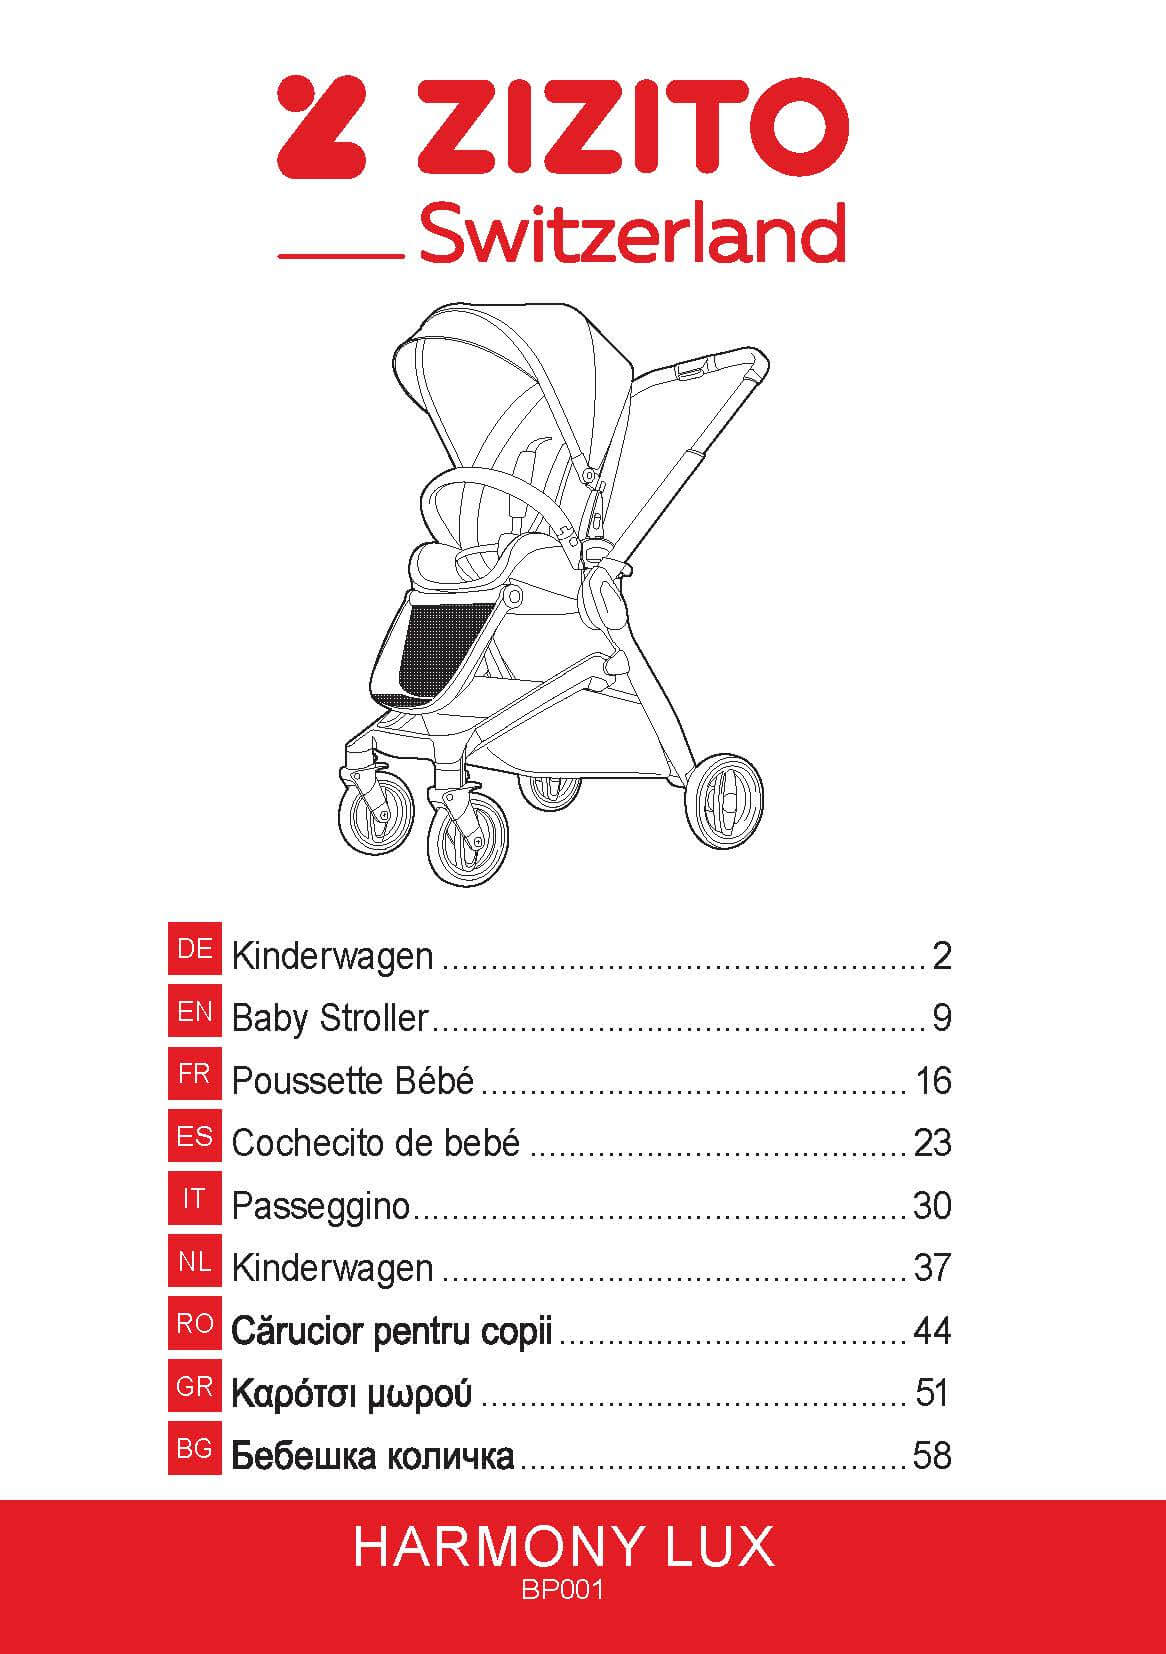 ZIZITO
Switzerland
DE Kinderwagen .................................................. 2
EN Baby Stroller ................................................... 9
FR Poussette Bébé ............................................ 16
ES Cochecito de bebé ....................................... 23
IT Passeggino ................................................... 30
NL Kinderwagen ................................................ 37
RO Cărucior pentru copii .................................... 44
GR Καρότσι μωρού ............................................ 51
BG Бебешка количка ........................................ 58
HARMONY LUX
BP001